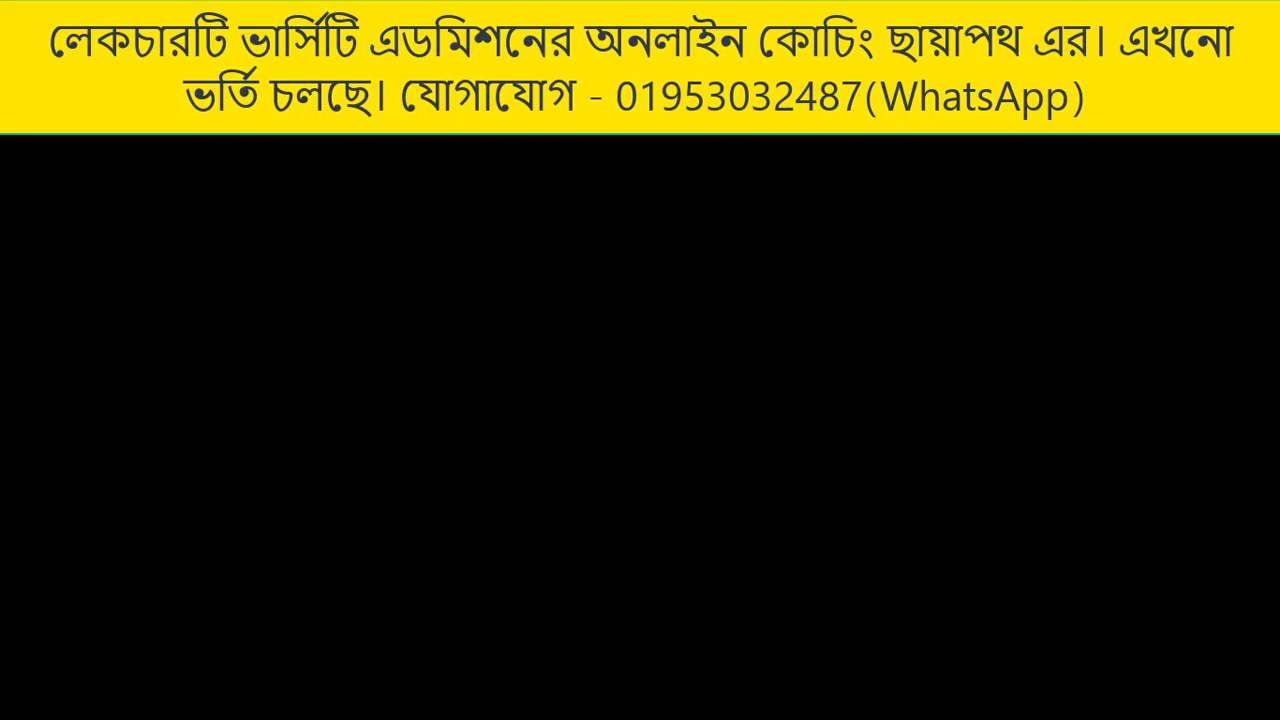 লেকচারটি ভার্সিটি এডমিশনের অনলাইন কোচিং ছায়াপথ এর। এখনো
ভর্তি চলছে। যোগাযোগ - 01953032487(WhatsApp)